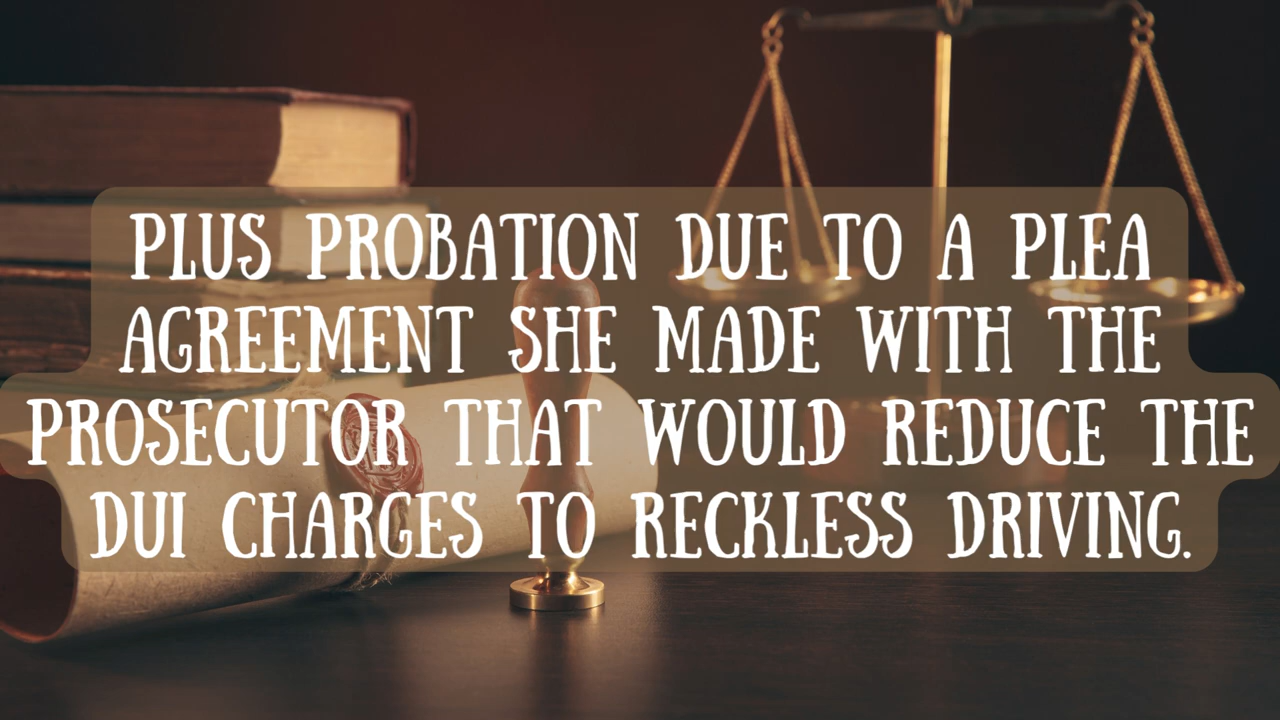 PLUS PROBATION DUE TO A PLEA
AGREEMENT SHE MADE WITH THE
PROSECUTOR THAT WOULD REDUCE THE
DUI CHARGES TO RECKLESS DRIVING.